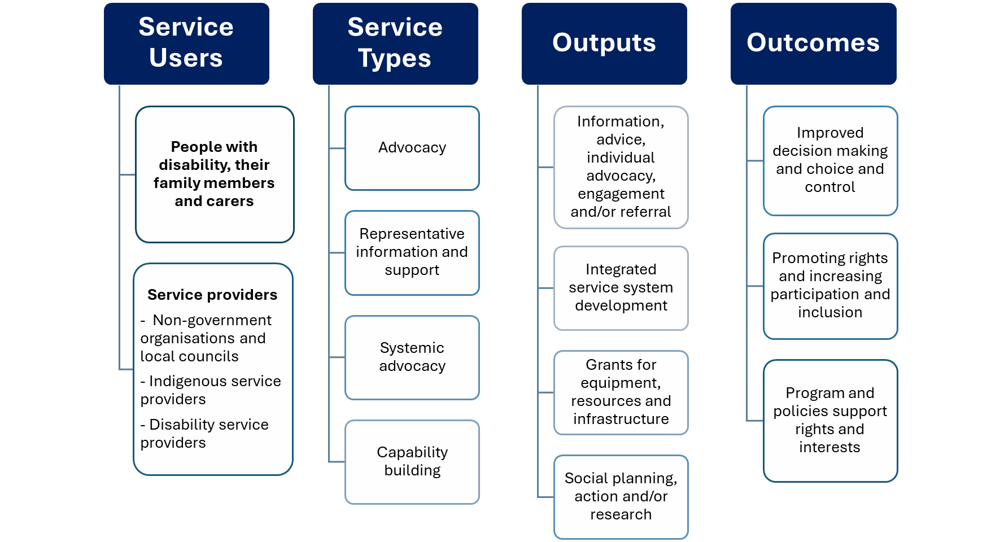 Service
Users
People with
disability, their
family members
and carers
Service providers
- Non-government
organisations and
local councils
- Indigenous service
providers
- Disability service
providers
Service
Types
Advocacy
Representative
information and
support
Systemic
advocacy
Capability
building
Outputs
Information,
advice,
individual
advocacy,
engagement
and/or referral
Integrated
service system
development
Grants for
equipment,
resources and
infrastructure
Social planning,
action and/or
research
Outcomes
Improved
decision making
and choice and
control
Promoting rights
and increasing
participation and
inclusion
Program and
policies support
rights and
interests